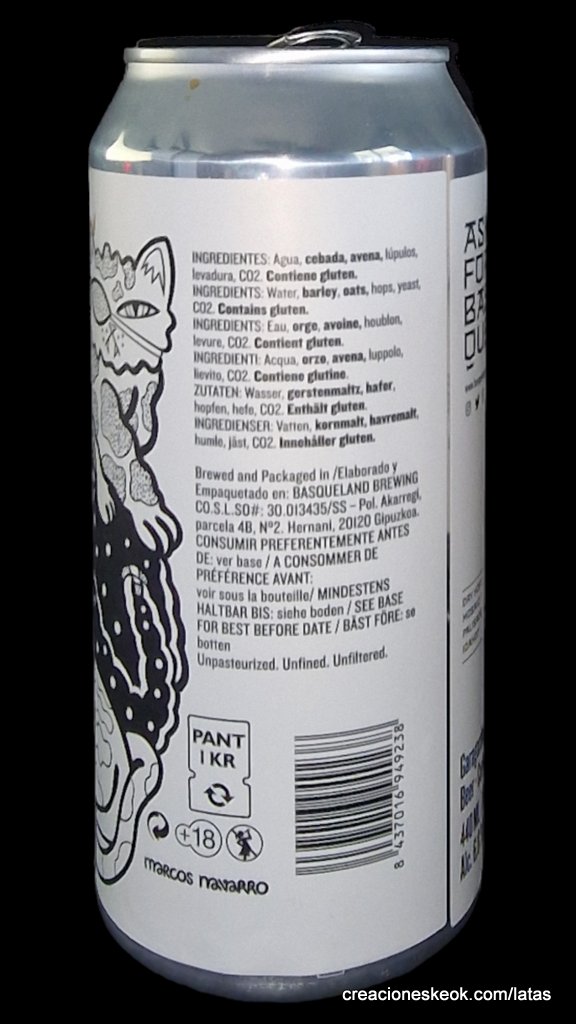 INGREDIENTES: Agua, cebada, avena, lúpulos,
levadura, CO2. Contiene gluten.
INGREDIENTS: Water, barley, oats, hops, yeast,
CO2. Contains gluten.
INGREDIENTS: Eau, orge, avoine, houblon,
levure, CO2. Contient gluten.
INGREDIENTI: Acqua, orzo, avena, luppolo,
lievito, CO2. Contiene glutine.
ZUTATEN: Wasser, gerstenmaltz, hafer,
hopfen, hefe, CO2. Enthält gluten.
INGREDIENSER: Vatten, kornmalt, havremalt,
humle, jäst, CO2. Innehåller gluten.
Brewed and Packaged in /Elaborado y
Empaquetado en: BASQUELAND BREWING
CO.S.L.SO#: 30.013435/SS - Pol. Akarregi,
parcela 4B, Nº2. Hernani, 20120 Gipuzkoa.
CONSUMIR PREFERENTEMENTE ANTES
DE: ver base / A CONSOMMER DE
PRÉFÉRENCE AVANT:
voir sous la bouteille/ MINDESTENS
HALTBAR BIS: siehe boden / SEE BASE
FOR BEST BEFORE DATE / BÄST FÖRE: se
botten
Unpasteurized. Unfined. Unfiltered.
PANT
1 KR
+18
marcos navarro
8 437016 949238
AS
FO
BA
440 ML
Alc.
creacioneskeok.com/latas